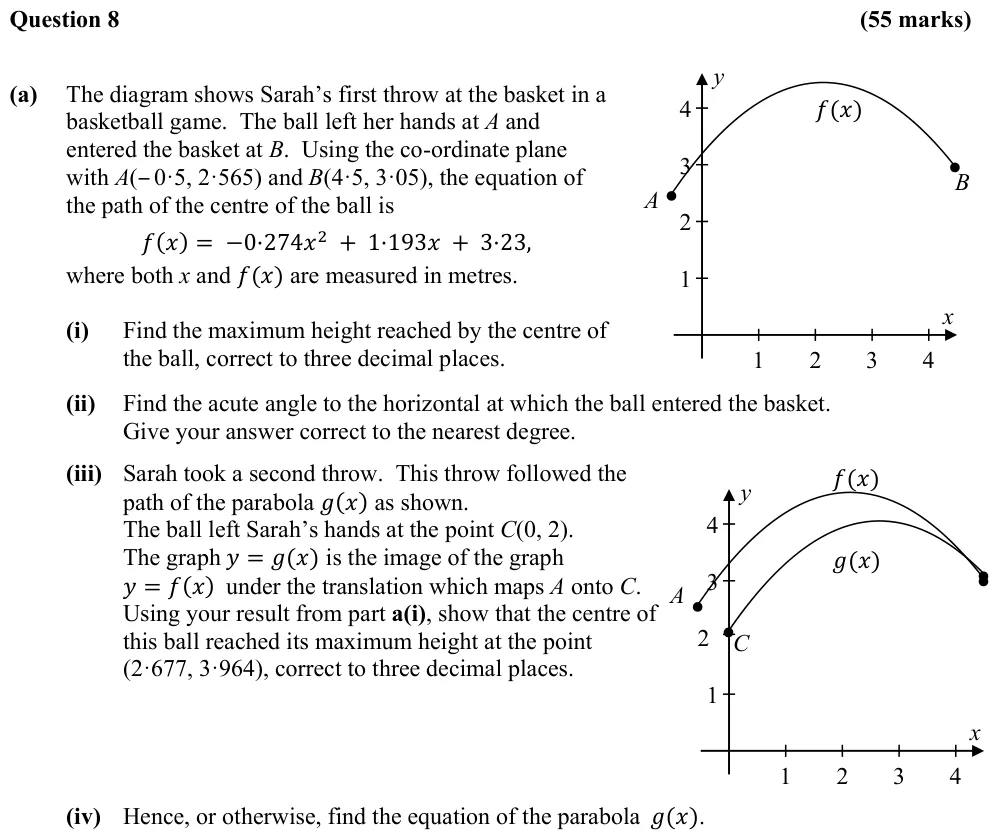 Question 8 (55 marks)
(a) The diagram shows Sarah’s first throw at the basket in a
basketball game. The ball left her hands at A and
entered the basket at B. Using the co-ordinate plane
with A(−0·5, 2·565) and B(4·5, 3·05), the equation of
the path of the centre of the ball is
f(x) = −0·274x² + 1·193x + 3·23,
where both x and f(x) are measured in metres.
y
4
f(x)
3
A
B
2
1
x
1 2 3 4
(i) Find the maximum height reached by the centre of
the ball, correct to three decimal places.
(ii) Find the acute angle to the horizontal at which the ball entered the basket.
Give your answer correct to the nearest degree.
(iii) Sarah took a second throw. This throw followed the
path of the parabola g(x) as shown.
The ball left Sarah’s hands at the point C(0, 2).
The graph y = g(x) is the image of the graph
y = f(x) under the translation which maps A onto C.
Using your result from part a(i), show that the centre of
this ball reached its maximum height at the point
(2·677, 3·964), correct to three decimal places.
f(x)
y
4
g(x)
3
A
2 C
1
x
1 2 3 4
(iv) Hence, or otherwise, find the equation of the parabola g(x).